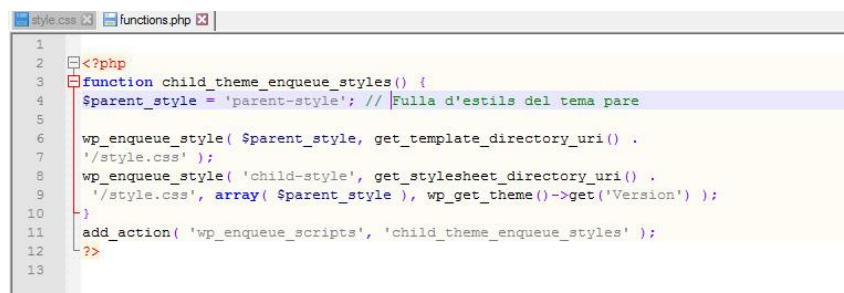 style.css functions.php
1
2 <?php
3 function child_theme_enqueue_styles() {
4 $parent_style = 'parent-style'; // Fulla d'estils del tema pare
5
6 wp_enqueue_style( $parent_style, get_template_directory_uri() .
7 '/style.css' );
8 wp_enqueue_style( 'child-style', get_stylesheet_directory_uri() .
9 '/style.css', array( $parent_style ), wp_get_theme()->get('Version') );
10 }
11 add_action( 'wp_enqueue_scripts', 'child_theme_enqueue_styles' );
12 ?>
13